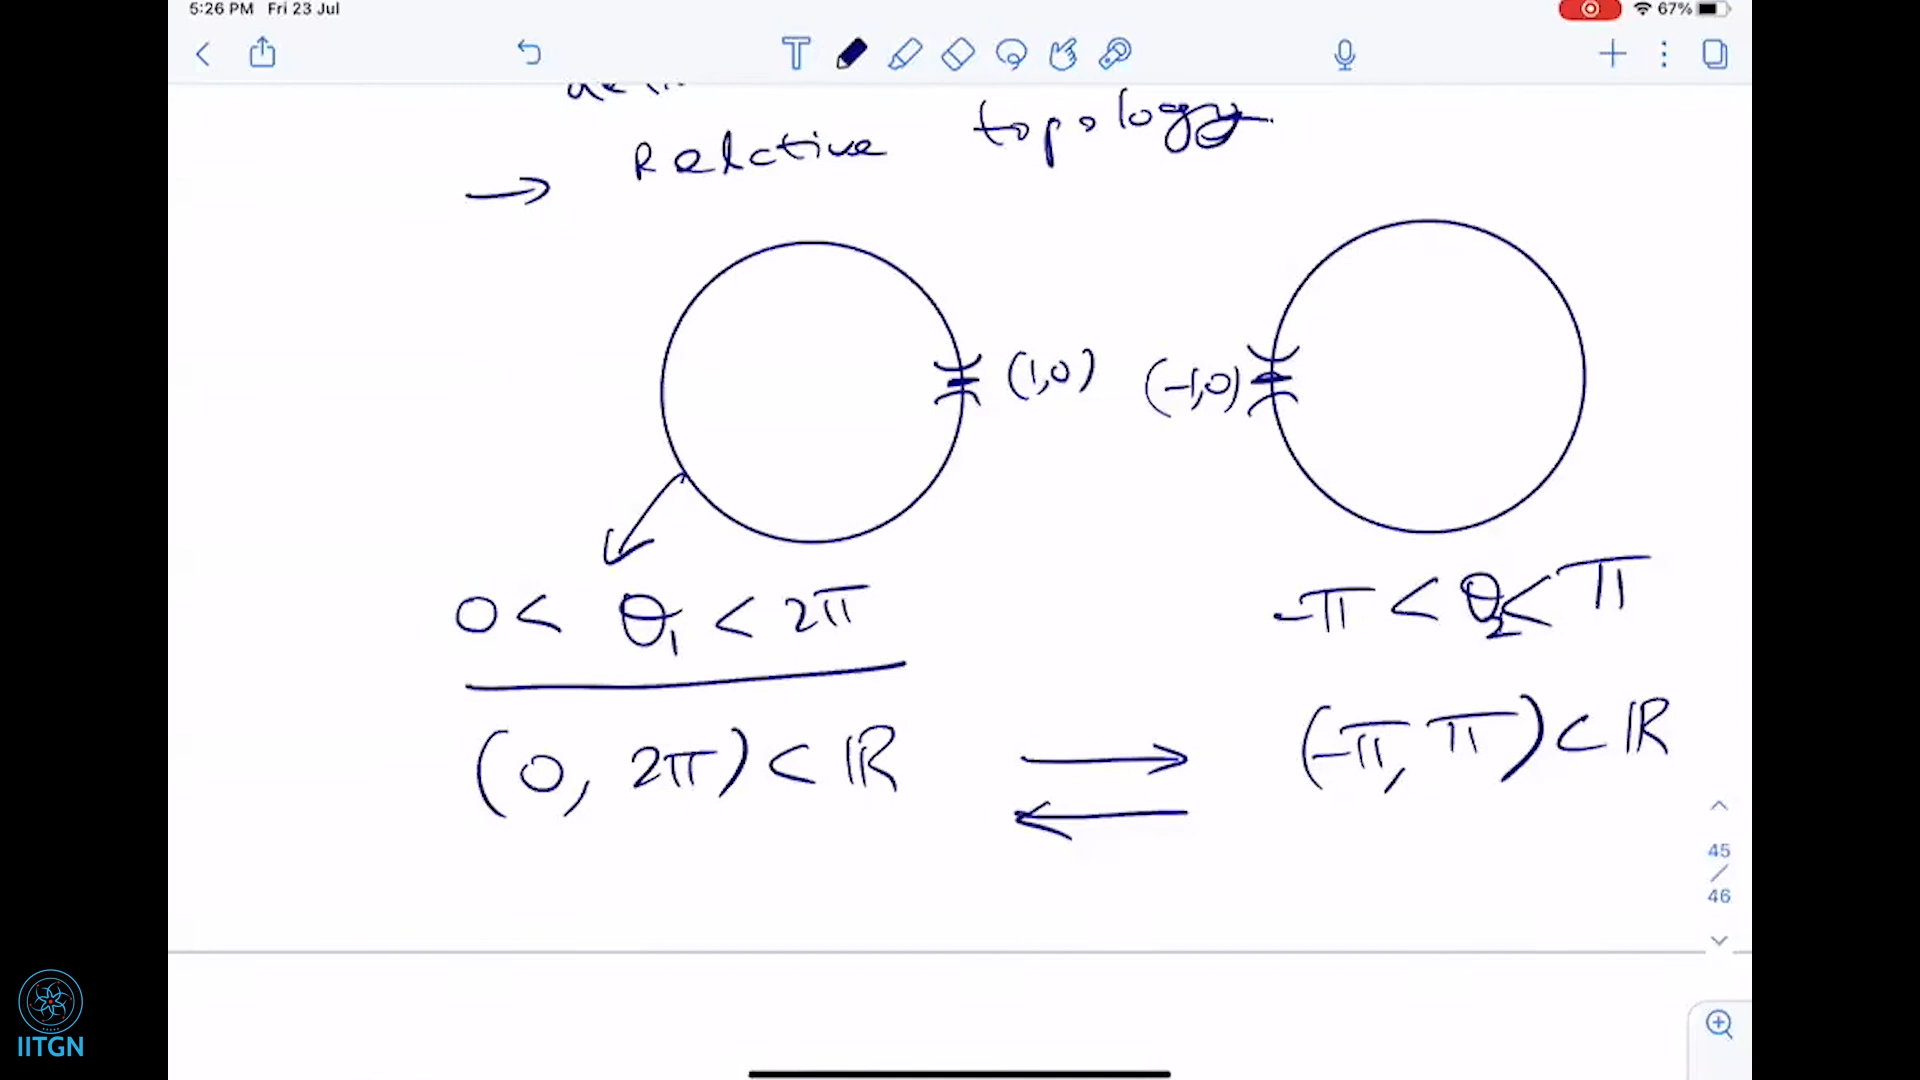 5:26 PM Fri 23 Jul 67%
T
→ Relative topology
(1,0) (-1,0)
0 < θ₁ < 2π -π < θ₂ < π
(0, 2π) ⊂ ℝ (-π, π) ⊂ ℝ
45
/
46
IITGN